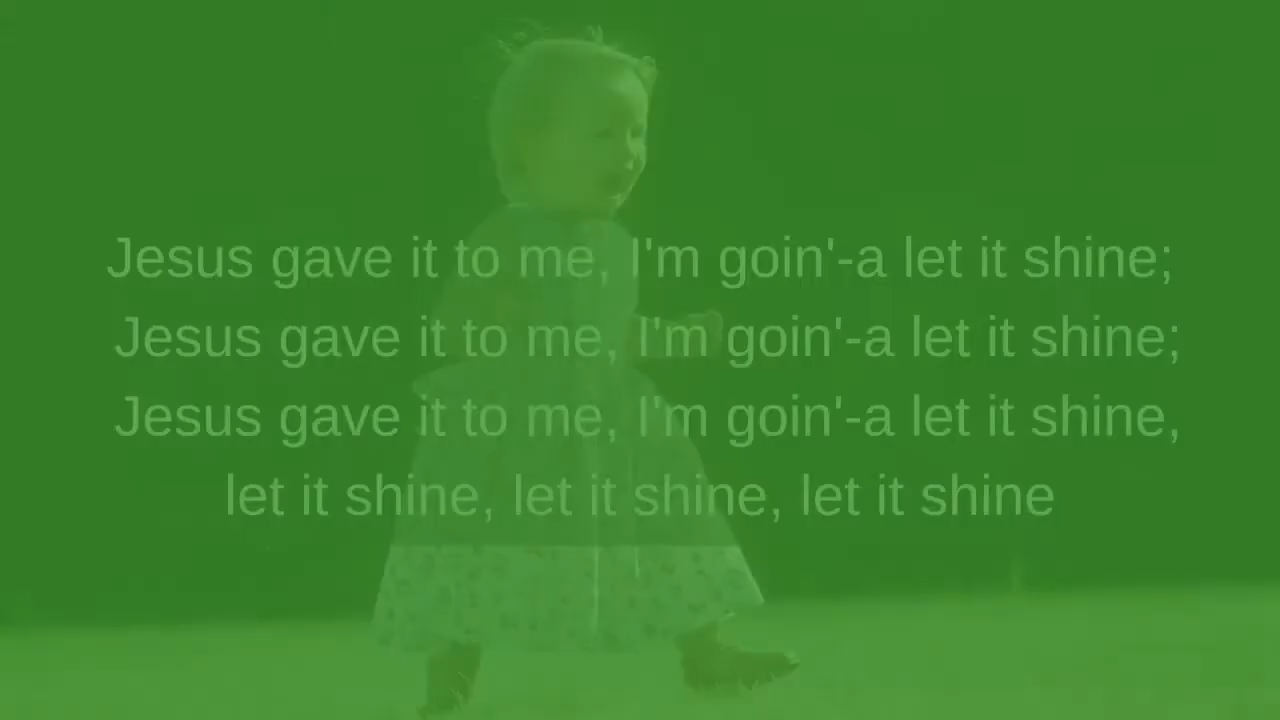 Jesus gave it to me, I'm goin'-a let it shine;
Jesus gave it to me, I'm goin'-a let it shine;
Jesus gave it to me, I'm goin'-a let it shine,
let it shine, let it shine, let it shine